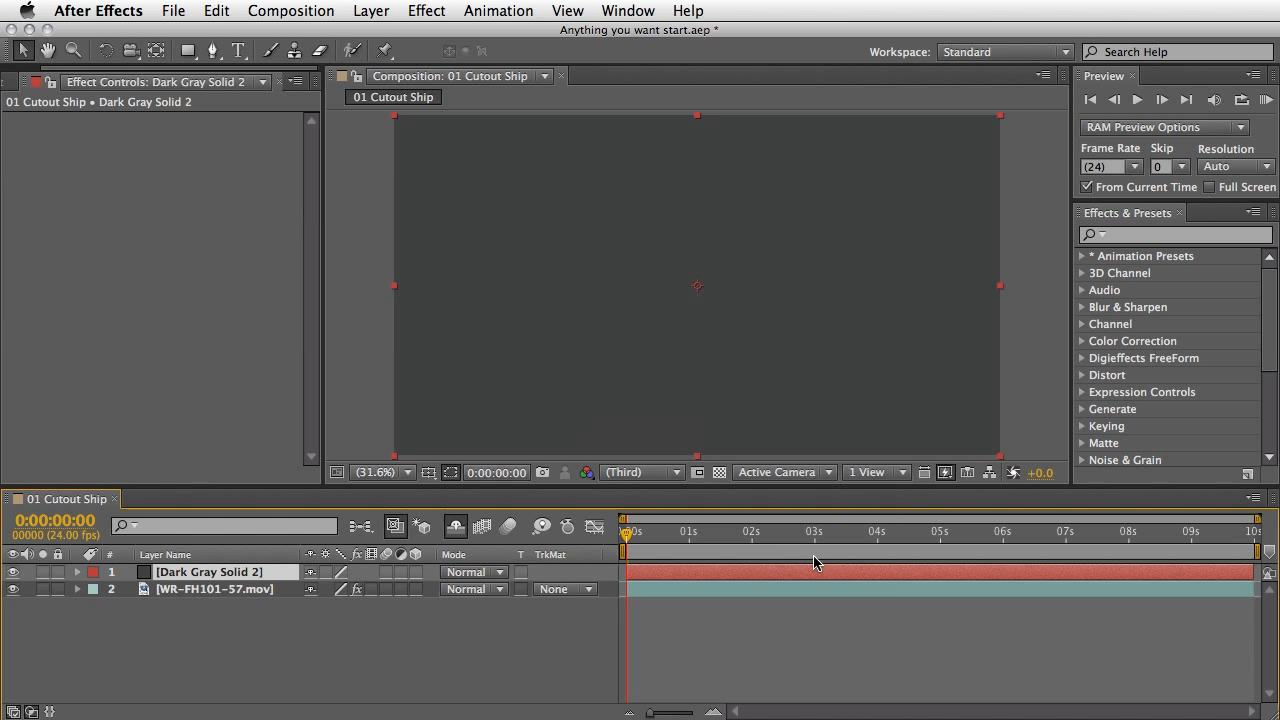 After Effects File Edit Composition Layer Effect Animation View Window Help
Anything you want start.aep *
Workspace: Standard Search Help
Effect Controls: Dark Gray Solid 2
01 Cutout Ship • Dark Gray Solid 2
Composition: 01 Cutout Ship
01 Cutout Ship
Preview
RAM Preview Options
Frame Rate Skip Resolution
(24) 0 Auto
From Current Time Full Screen
Effects & Presets
* Animation Presets
3D Channel
Audio
Blur & Sharpen
Channel
Color Correction
Digieffects FreeForm
Distort
Expression Controls
Generate
Keying
Matte
Noise & Grain
(31.6%) 0:00:00:00 (Third) Active Camera 1 View +0.0
01 Cutout Ship
0:00:00:00
00000 (24.00 fps)
01s 02s 03s 04s 05s 06s 07s 08s 09s 10s
# Layer Name fx Mode T TrkMat
1 [Dark Gray Solid 2] Normal
2 [WR-FH101-57.mov] fx Normal None